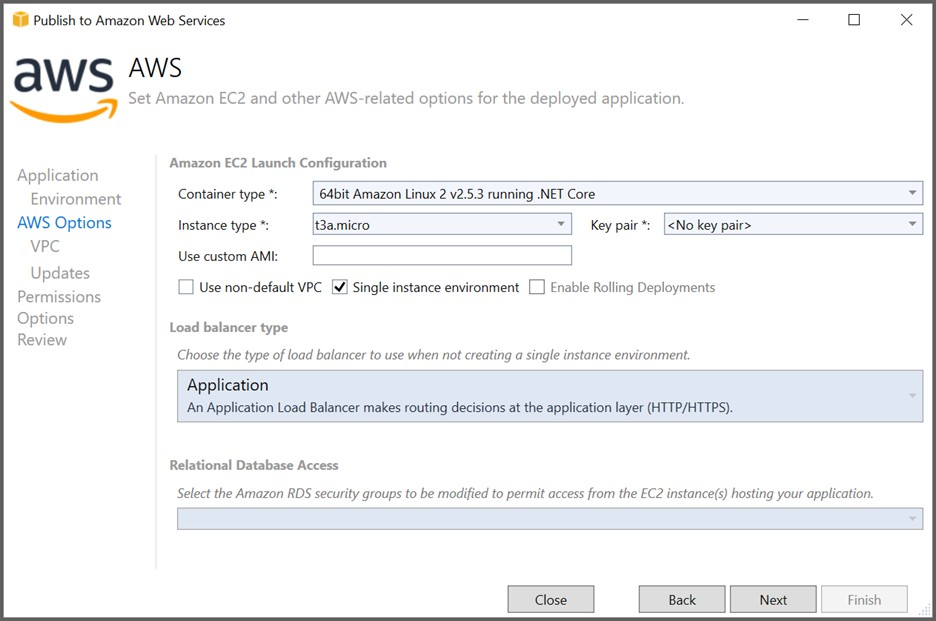 Publish to Amazon Web Services
aws
AWS
Set Amazon EC2 and other AWS-related options for the deployed application.
Application
Environment
AWS Options
VPC
Updates
Permissions
Options
Review
Amazon EC2 Launch Configuration
Container type *: 64bit Amazon Linux 2 v2.5.3 running .NET Core
Instance type *: t3a.micro Key pair *: <No key pair>
Use custom AMI:
Use non-default VPC Single instance environment Enable Rolling Deployments
Load balancer type
Choose the type of load balancer to use when not creating a single instance environment.
Application
An Application Load Balancer makes routing decisions at the application layer (HTTP/HTTPS).
Relational Database Access
Select the Amazon RDS security groups to be modified to permit access from the EC2 instance(s) hosting your application.
Close Back Next Finish